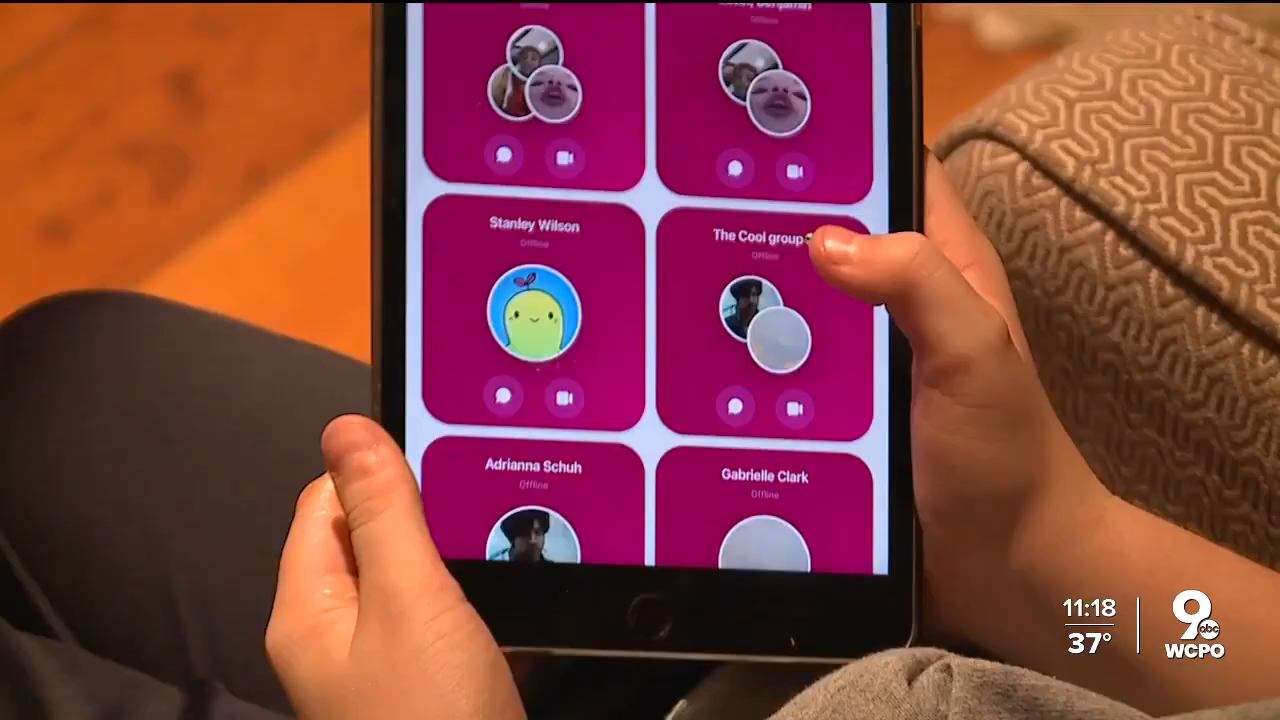 Offline
Stanley Wilson
Offline
The Cool group
Offline
Adrianna Schuh
Offline
Gabrielle Clark
Offline
11:18
37°
9
abc
WCPO